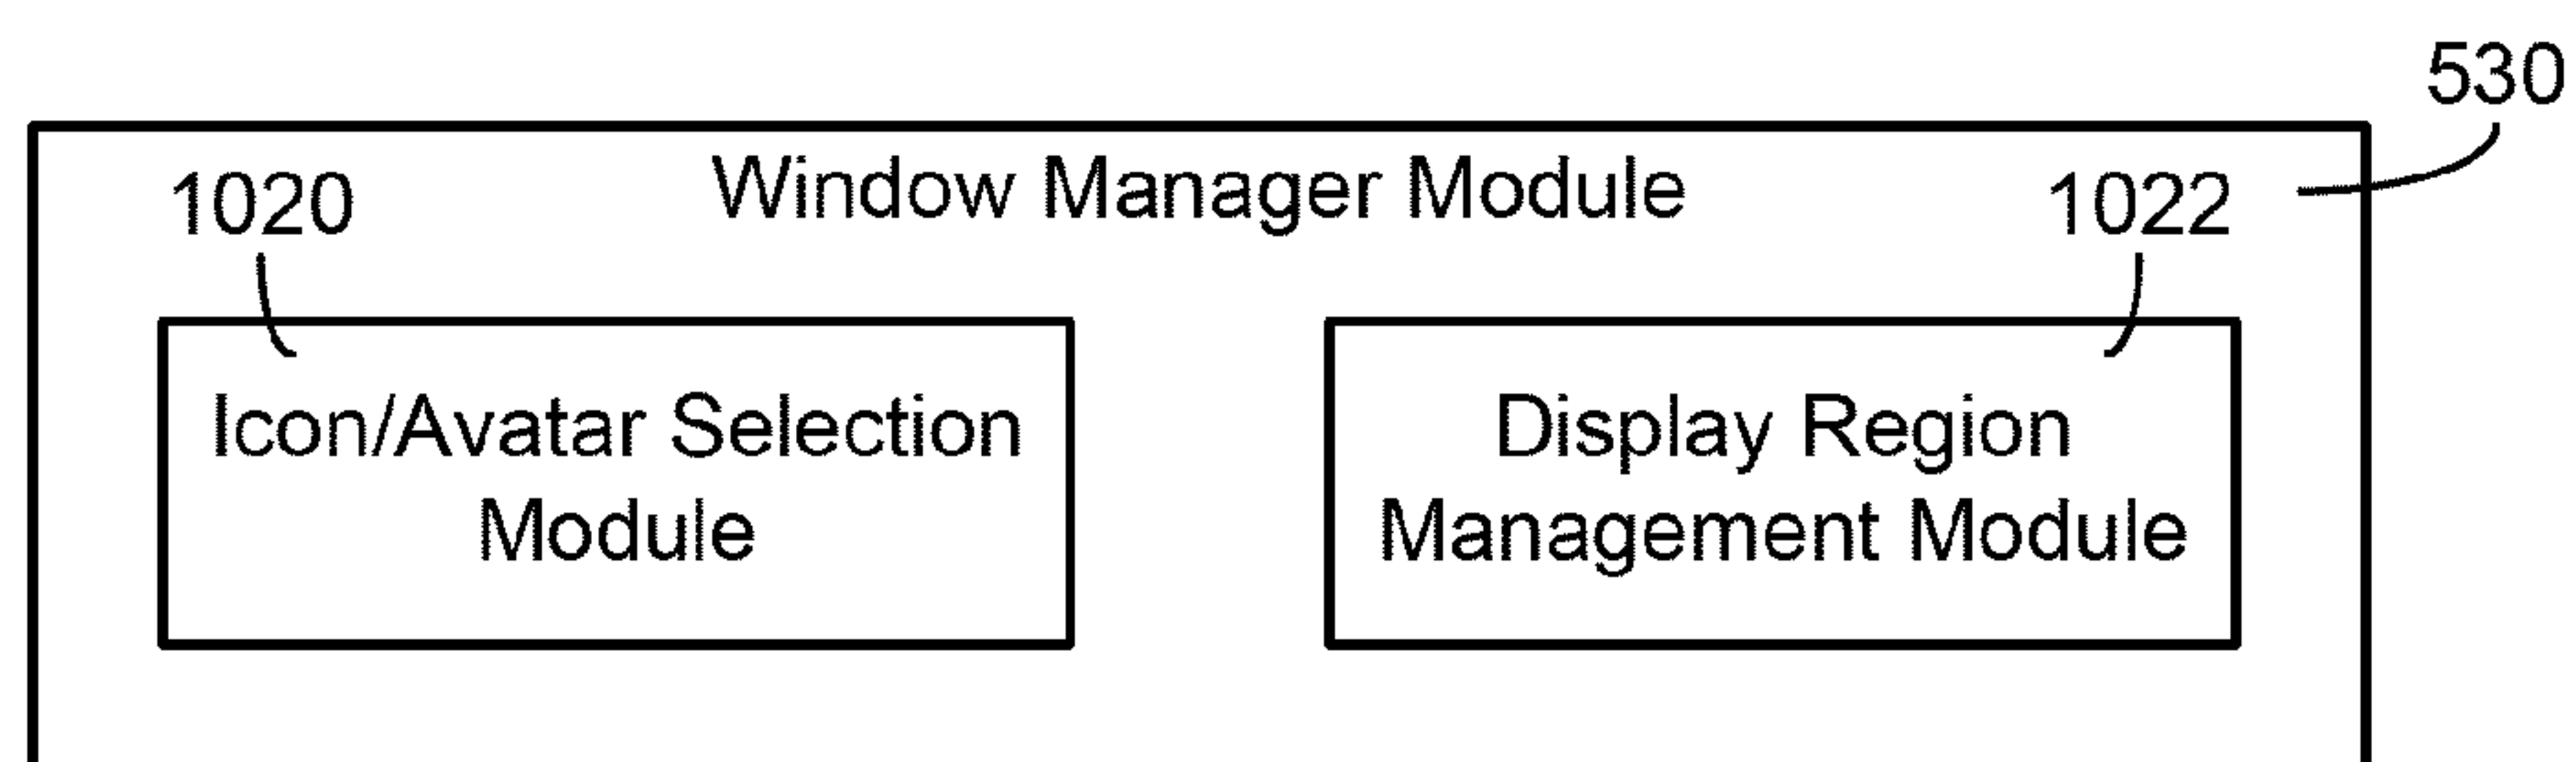 530
Window Manager Module
1020
1022
Icon/Avatar Selection
Module
Display Region
Management Module